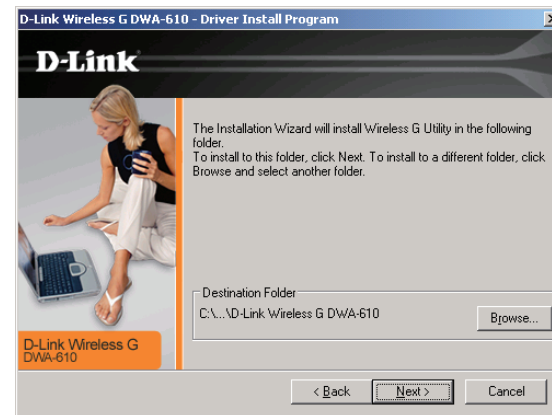 D-Link Wireless G DWA-610 - Driver Install Program
D-Link
The Installation Wizard will install Wireless G Utility in the following
folder.
To install to this folder, click Next. To install to a different folder, click
Browse and select another folder.
Destination Folder
C:\...\D-Link Wireless G DWA-610
Browse...
D-Link Wireless G
DWA-610
< Back
Next >
Cancel